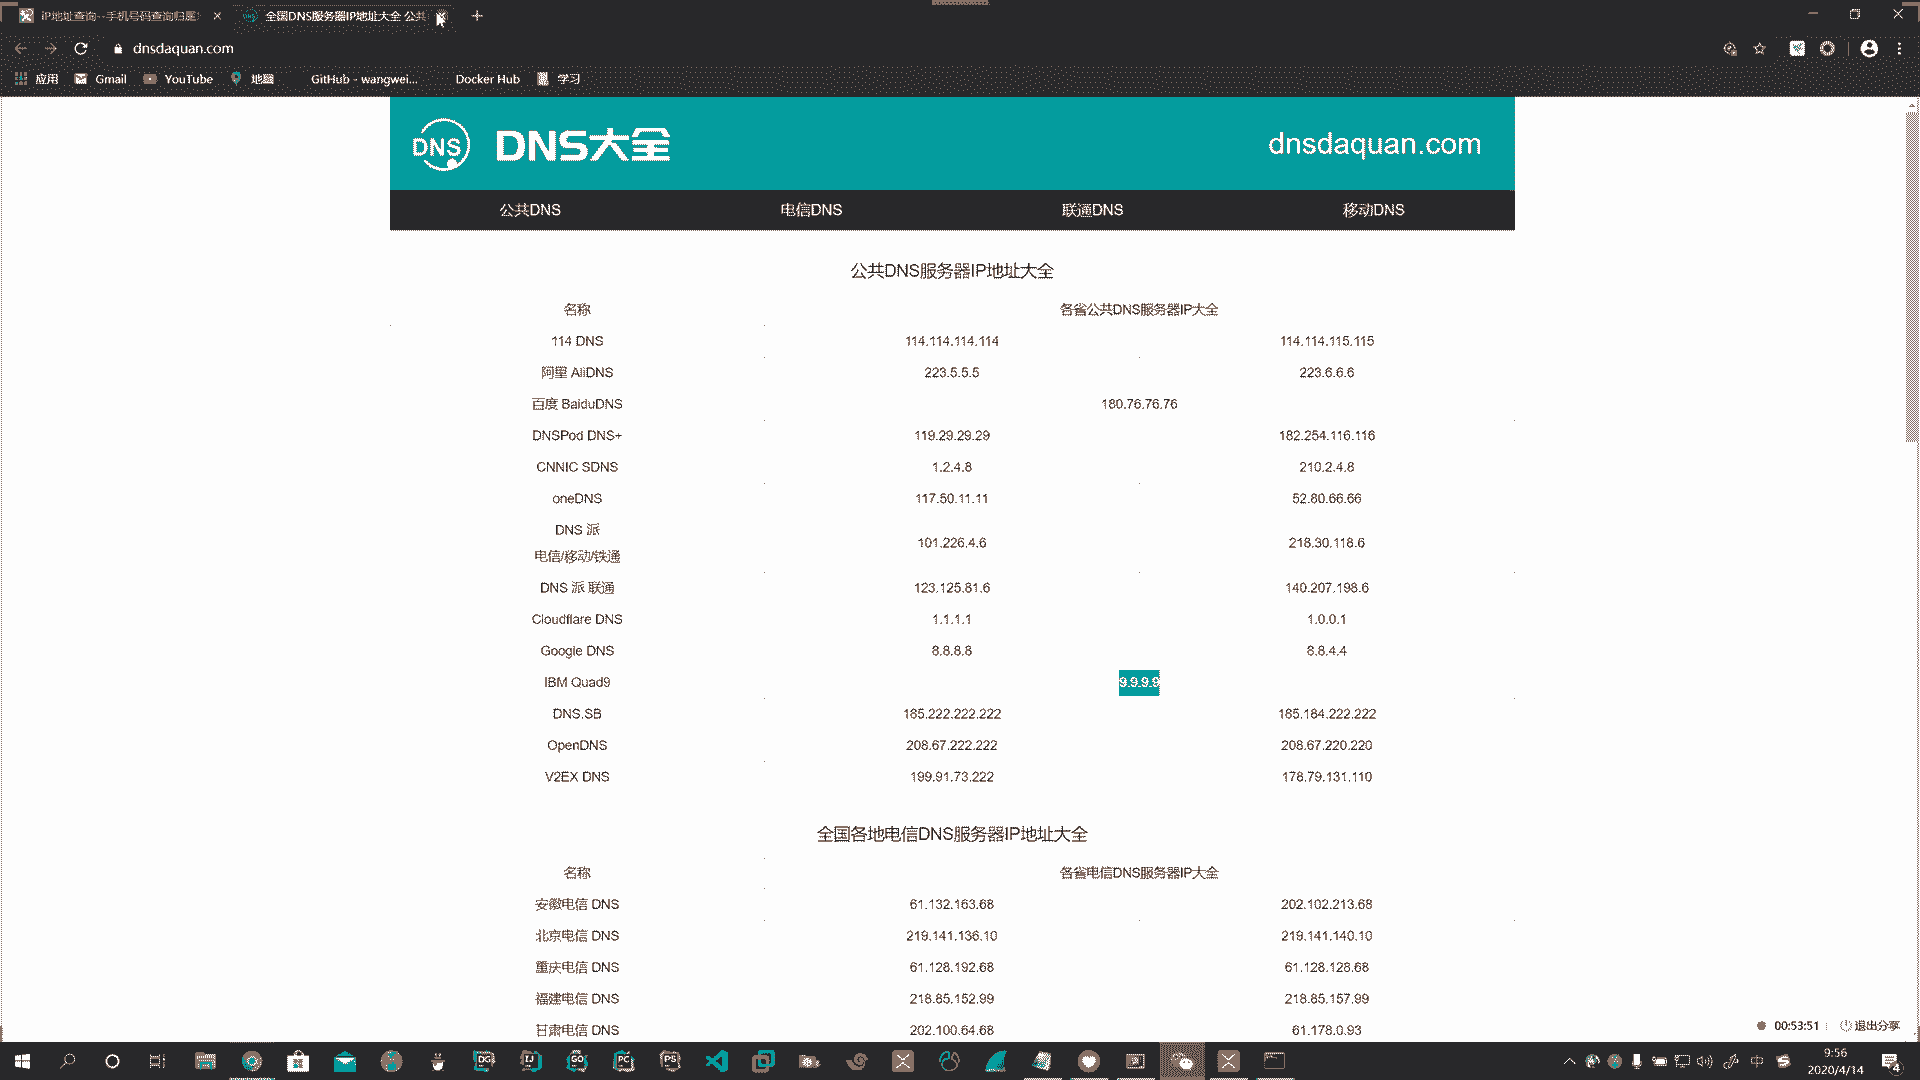 iP地址查询--手机号码查询归属
全国DNS服务器IP地址大全 公共
dnsdaquan.com
应用 Gmail YouTube 地图 GitHub - wangwei... Docker Hub 学习
DNS DNS大全 dnsdaquan.com
公共DNS 电信DNS 联通DNS 移动DNS
公共DNS服务器IP地址大全
名称 各省公共DNS服务器IP大全
114 DNS 114.114.114.114 114.114.115.115
阿里 AliDNS 223.5.5.5 223.6.6.6
百度 BaiduDNS 180.76.76.76
DNSPod DNS+ 119.29.29.29 182.254.116.116
CNNIC SDNS 1.2.4.8 210.2.4.8
oneDNS 117.50.11.11 52.80.66.66
DNS 派
电信/移动/铁通 101.226.4.6 218.30.118.6
DNS 派 联通 123.125.81.6 140.207.198.6
Cloudflare DNS 1.1.1.1 1.0.0.1
Google DNS 8.8.8.8 8.8.4.4
IBM Quad9 9.9.9.9
DNS.SB 185.222.222.222 185.184.222.222
OpenDNS 208.67.222.222 208.67.220.220
V2EX DNS 199.91.73.222 178.79.131.110
全国各地电信DNS服务器IP地址大全
名称 各省电信DNS服务器IP大全
安徽电信 DNS 61.132.163.68 202.102.213.68
北京电信 DNS 219.141.136.10 219.141.140.10
重庆电信 DNS 61.128.192.68 61.128.128.68
福建电信 DNS 218.85.152.99 218.85.157.99
甘肃电信 DNS 202.100.64.68 61.178.0.93
00:53:51 退出分享
DG IJ GO PC PS 中 9:56
2020/4/14 4